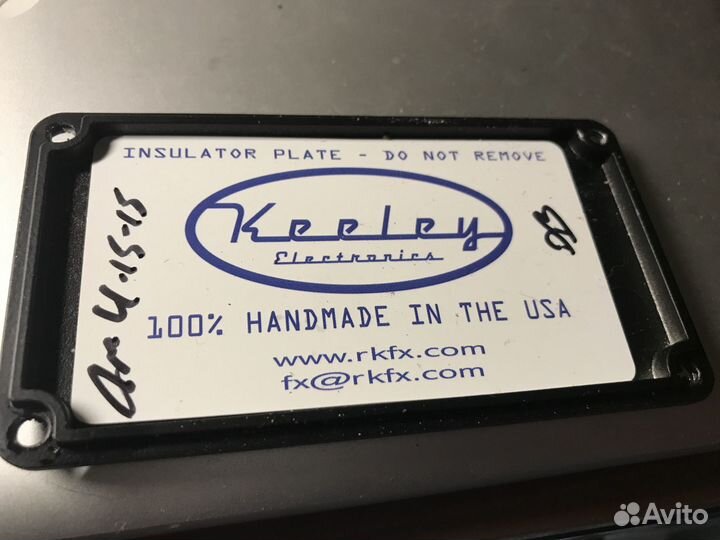 INSULATOR PLATE - DO NOT REMOVE
Keeley
Electronics
100% HANDMADE IN THE USA
www.rkfx.com
fx@rkfx.com
4.15-15
Avito